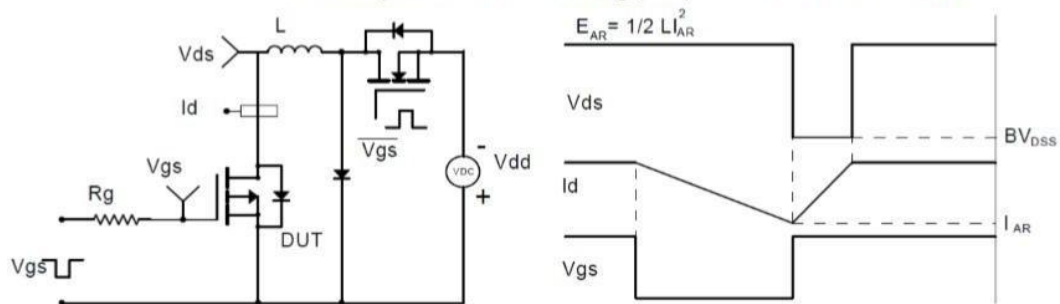 L
Vds
Id
Vgs
Vgs
Rg
DUT
Vgs
VDC
-
Vdd
+
E_AR = 1/2 LI_AR^2
Vds
BV_DSS
Id
I_AR
Vgs